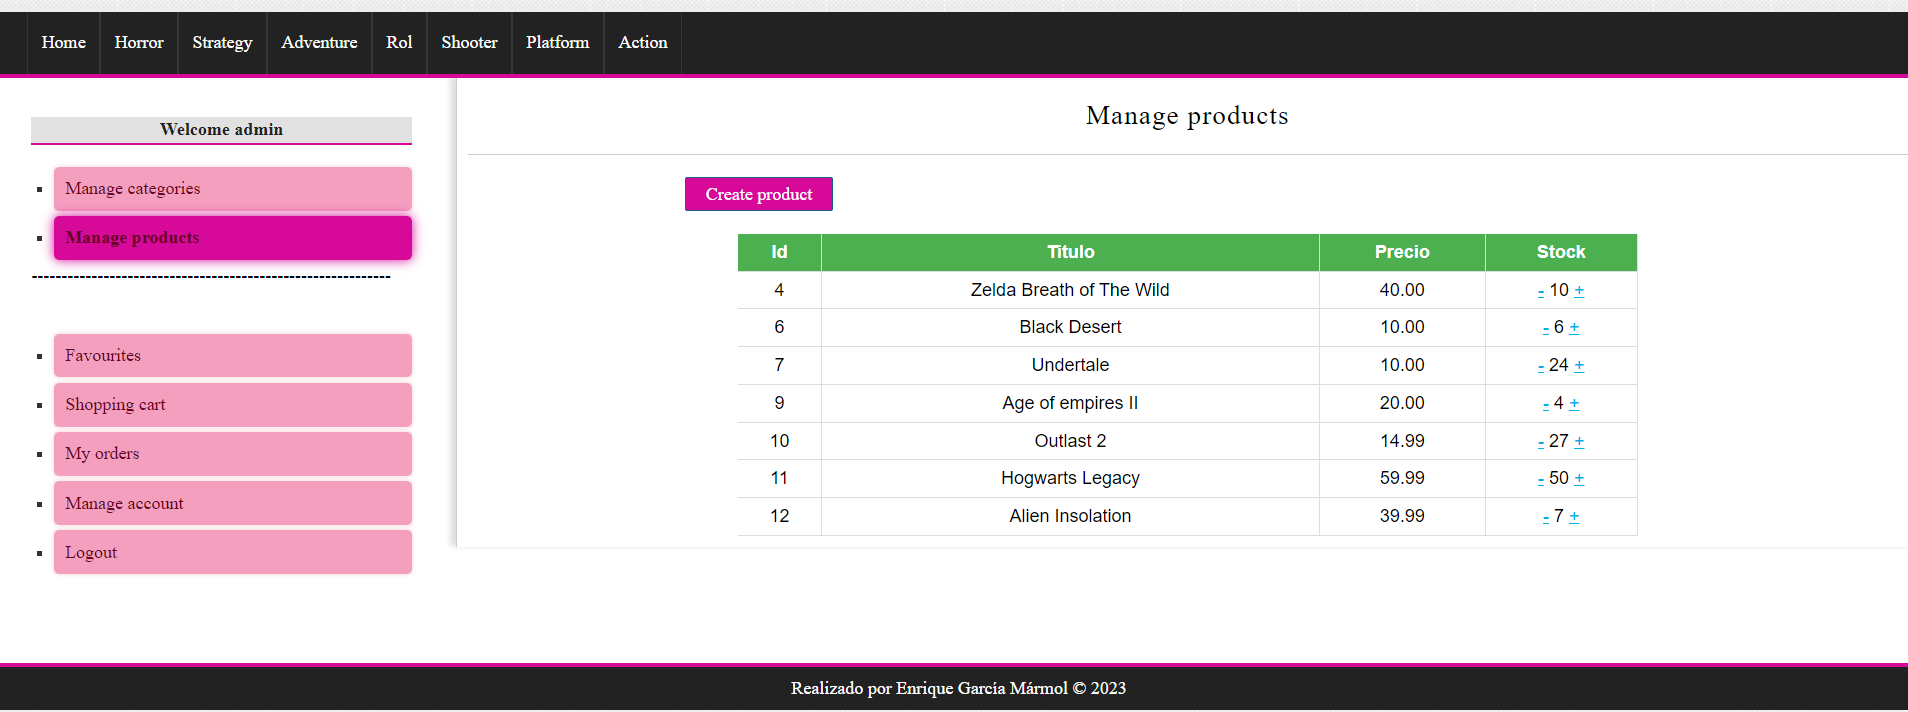 Home Horror Strategy Adventure Rol Shooter Platform Action
Welcome admin
Manage categories
Manage products
------------------------------------------------------------
Favourites
Shopping cart
My orders
Manage account
Logout
Manage products
Create product
Id Titulo Precio Stock
4 Zelda Breath of The Wild 40.00 - 10 +
6 Black Desert 10.00 - 6 +
7 Undertale 10.00 - 24 +
9 Age of empires II 20.00 - 4 +
10 Outlast 2 14.99 - 27 +
11 Hogwarts Legacy 59.99 - 50 +
12 Alien Insolation 39.99 - 7 +
Realizado por Enrique García Mármol © 2023